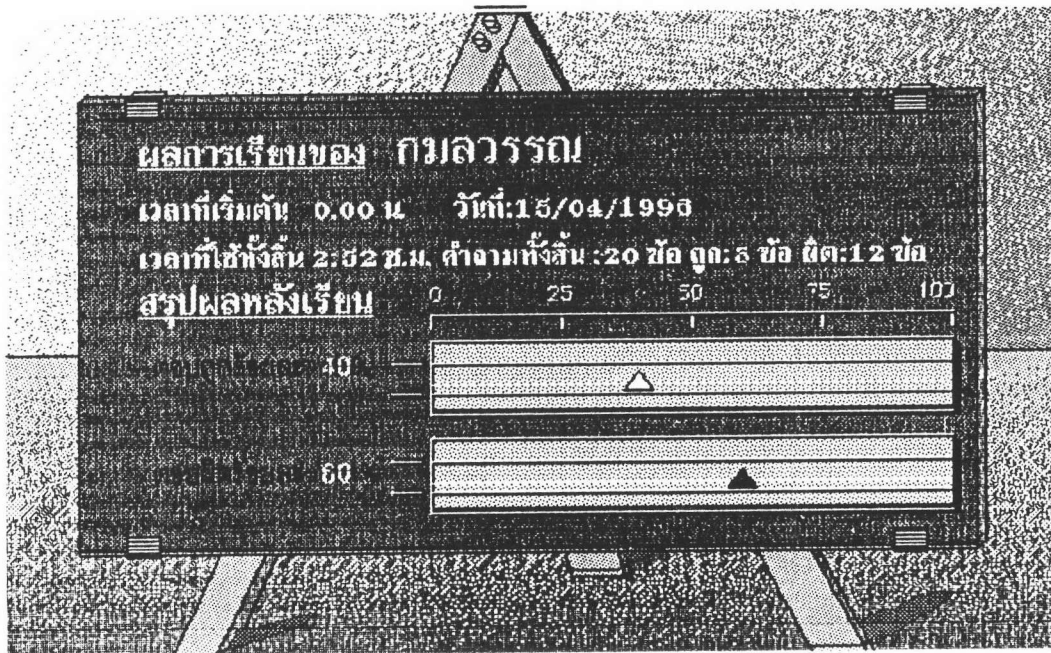 ผลการเรียนของ กมลวรรณ
เวลาที่เริ่มต้น 0.00 น. วันที่:15/04/1996
เวลาที่ใช้ทั้งสิ้น 2:52 ช.ม. คำถามทั้งสิ้น :20 ข้อ ถูก:8 ข้อ ผิด:12 ข้อ
สรุปผลหลังเรียน 0 25 50 75 100
40 %
60 %